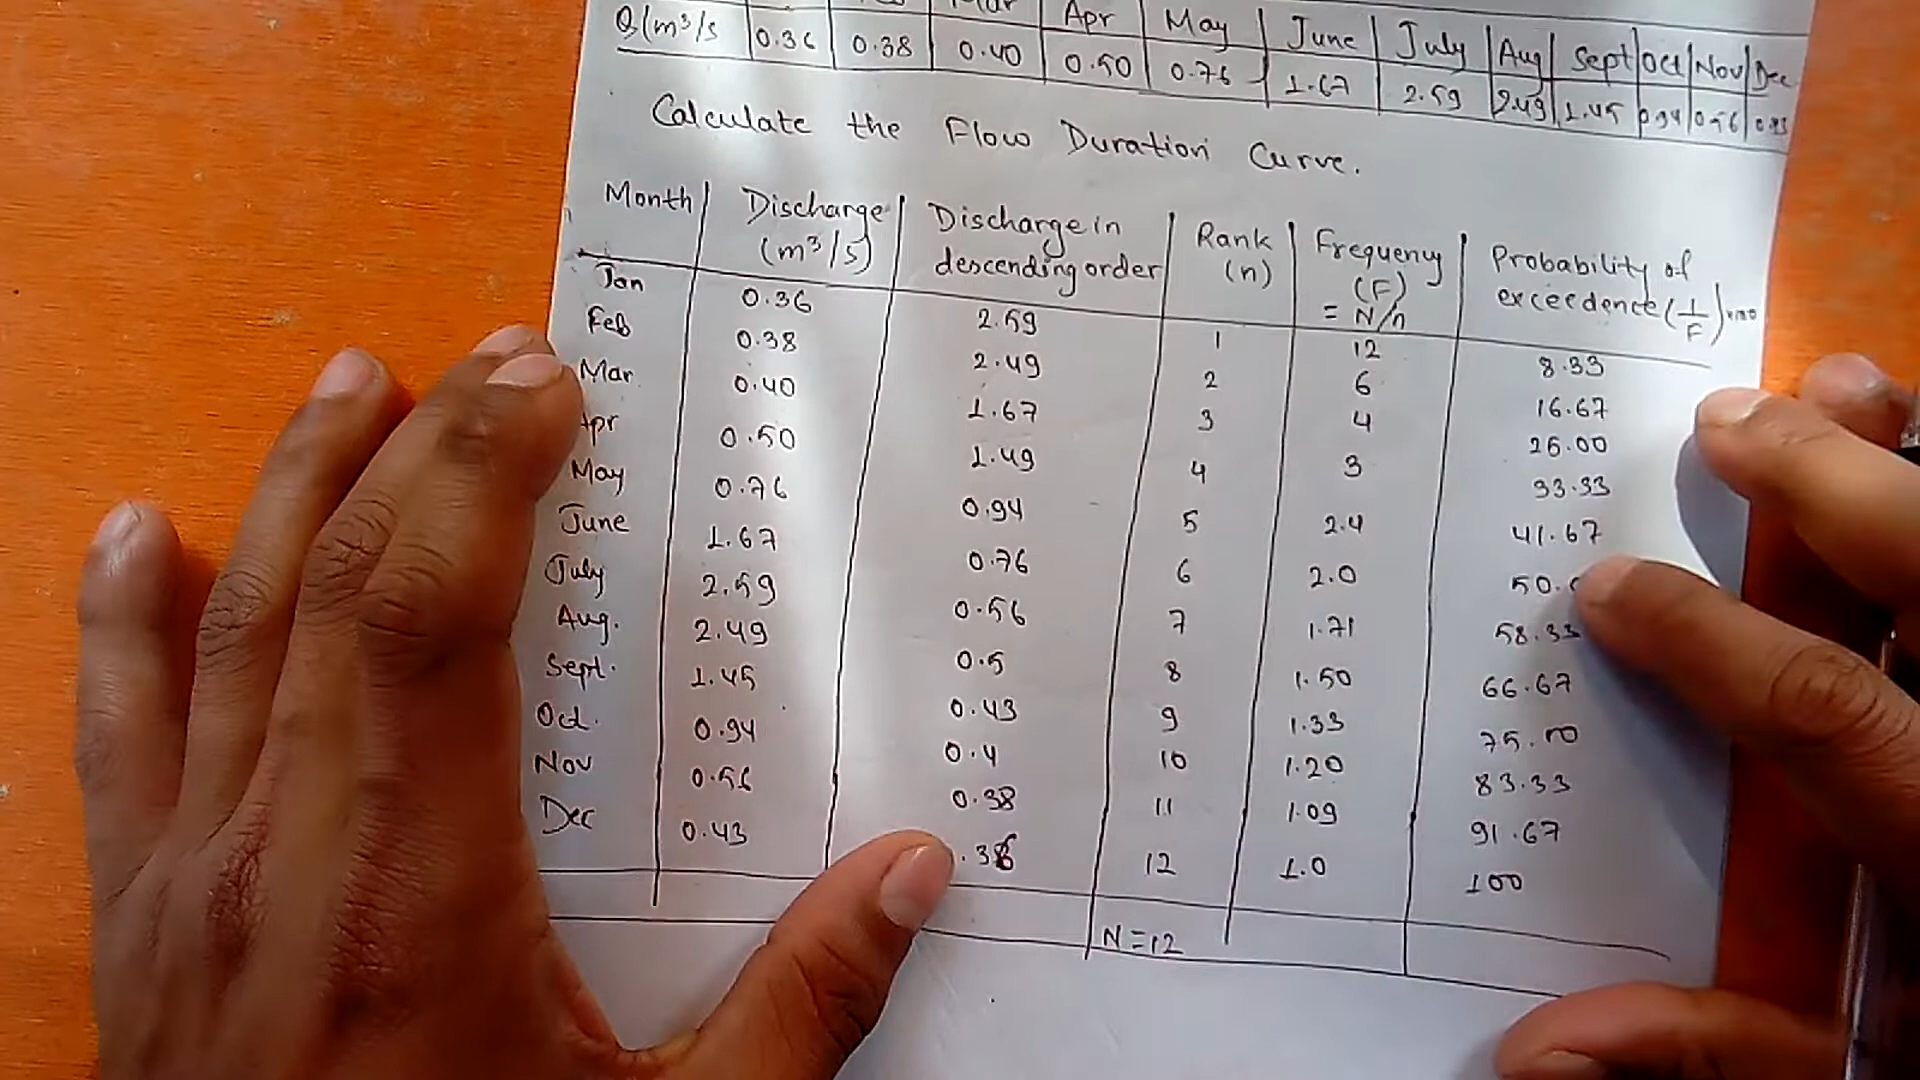 Q (m³/s 0.36 0.38 0.40 Apr 0.50 May 0.76 June 1.67 July 2.59 Aug 2.49 Sept 1.45 Oct 0.94 Nov 0.56 Dec
Calculate the Flow Duration Curve.
Month Discharge (m³/s) Discharge in descending order Rank (n) Frequency (F) = N/n Probability of exceedence (1/F)×100
Jan 0.36 2.59 1 12 8.33
Feb 0.38 2.49 2 6 16.67
Mar 0.40 1.67 3 4 25.00
Apr 0.50 1.49 4 3 33.33
May 0.76 0.94 5 2.4 41.67
June 1.67 0.76 6 2.0 50.
July 2.59 0.56 7 1.71 58.33
Aug. 2.49 0.5 8 1.50 66.67
Sept. 1.45 0.43 9 1.33 75.00
Oct. 0.94 0.4 10 1.20 83.33
Nov 0.56 0.38 11 1.09 91.67
Dec 0.43 .36 12 1.0 100
N=12